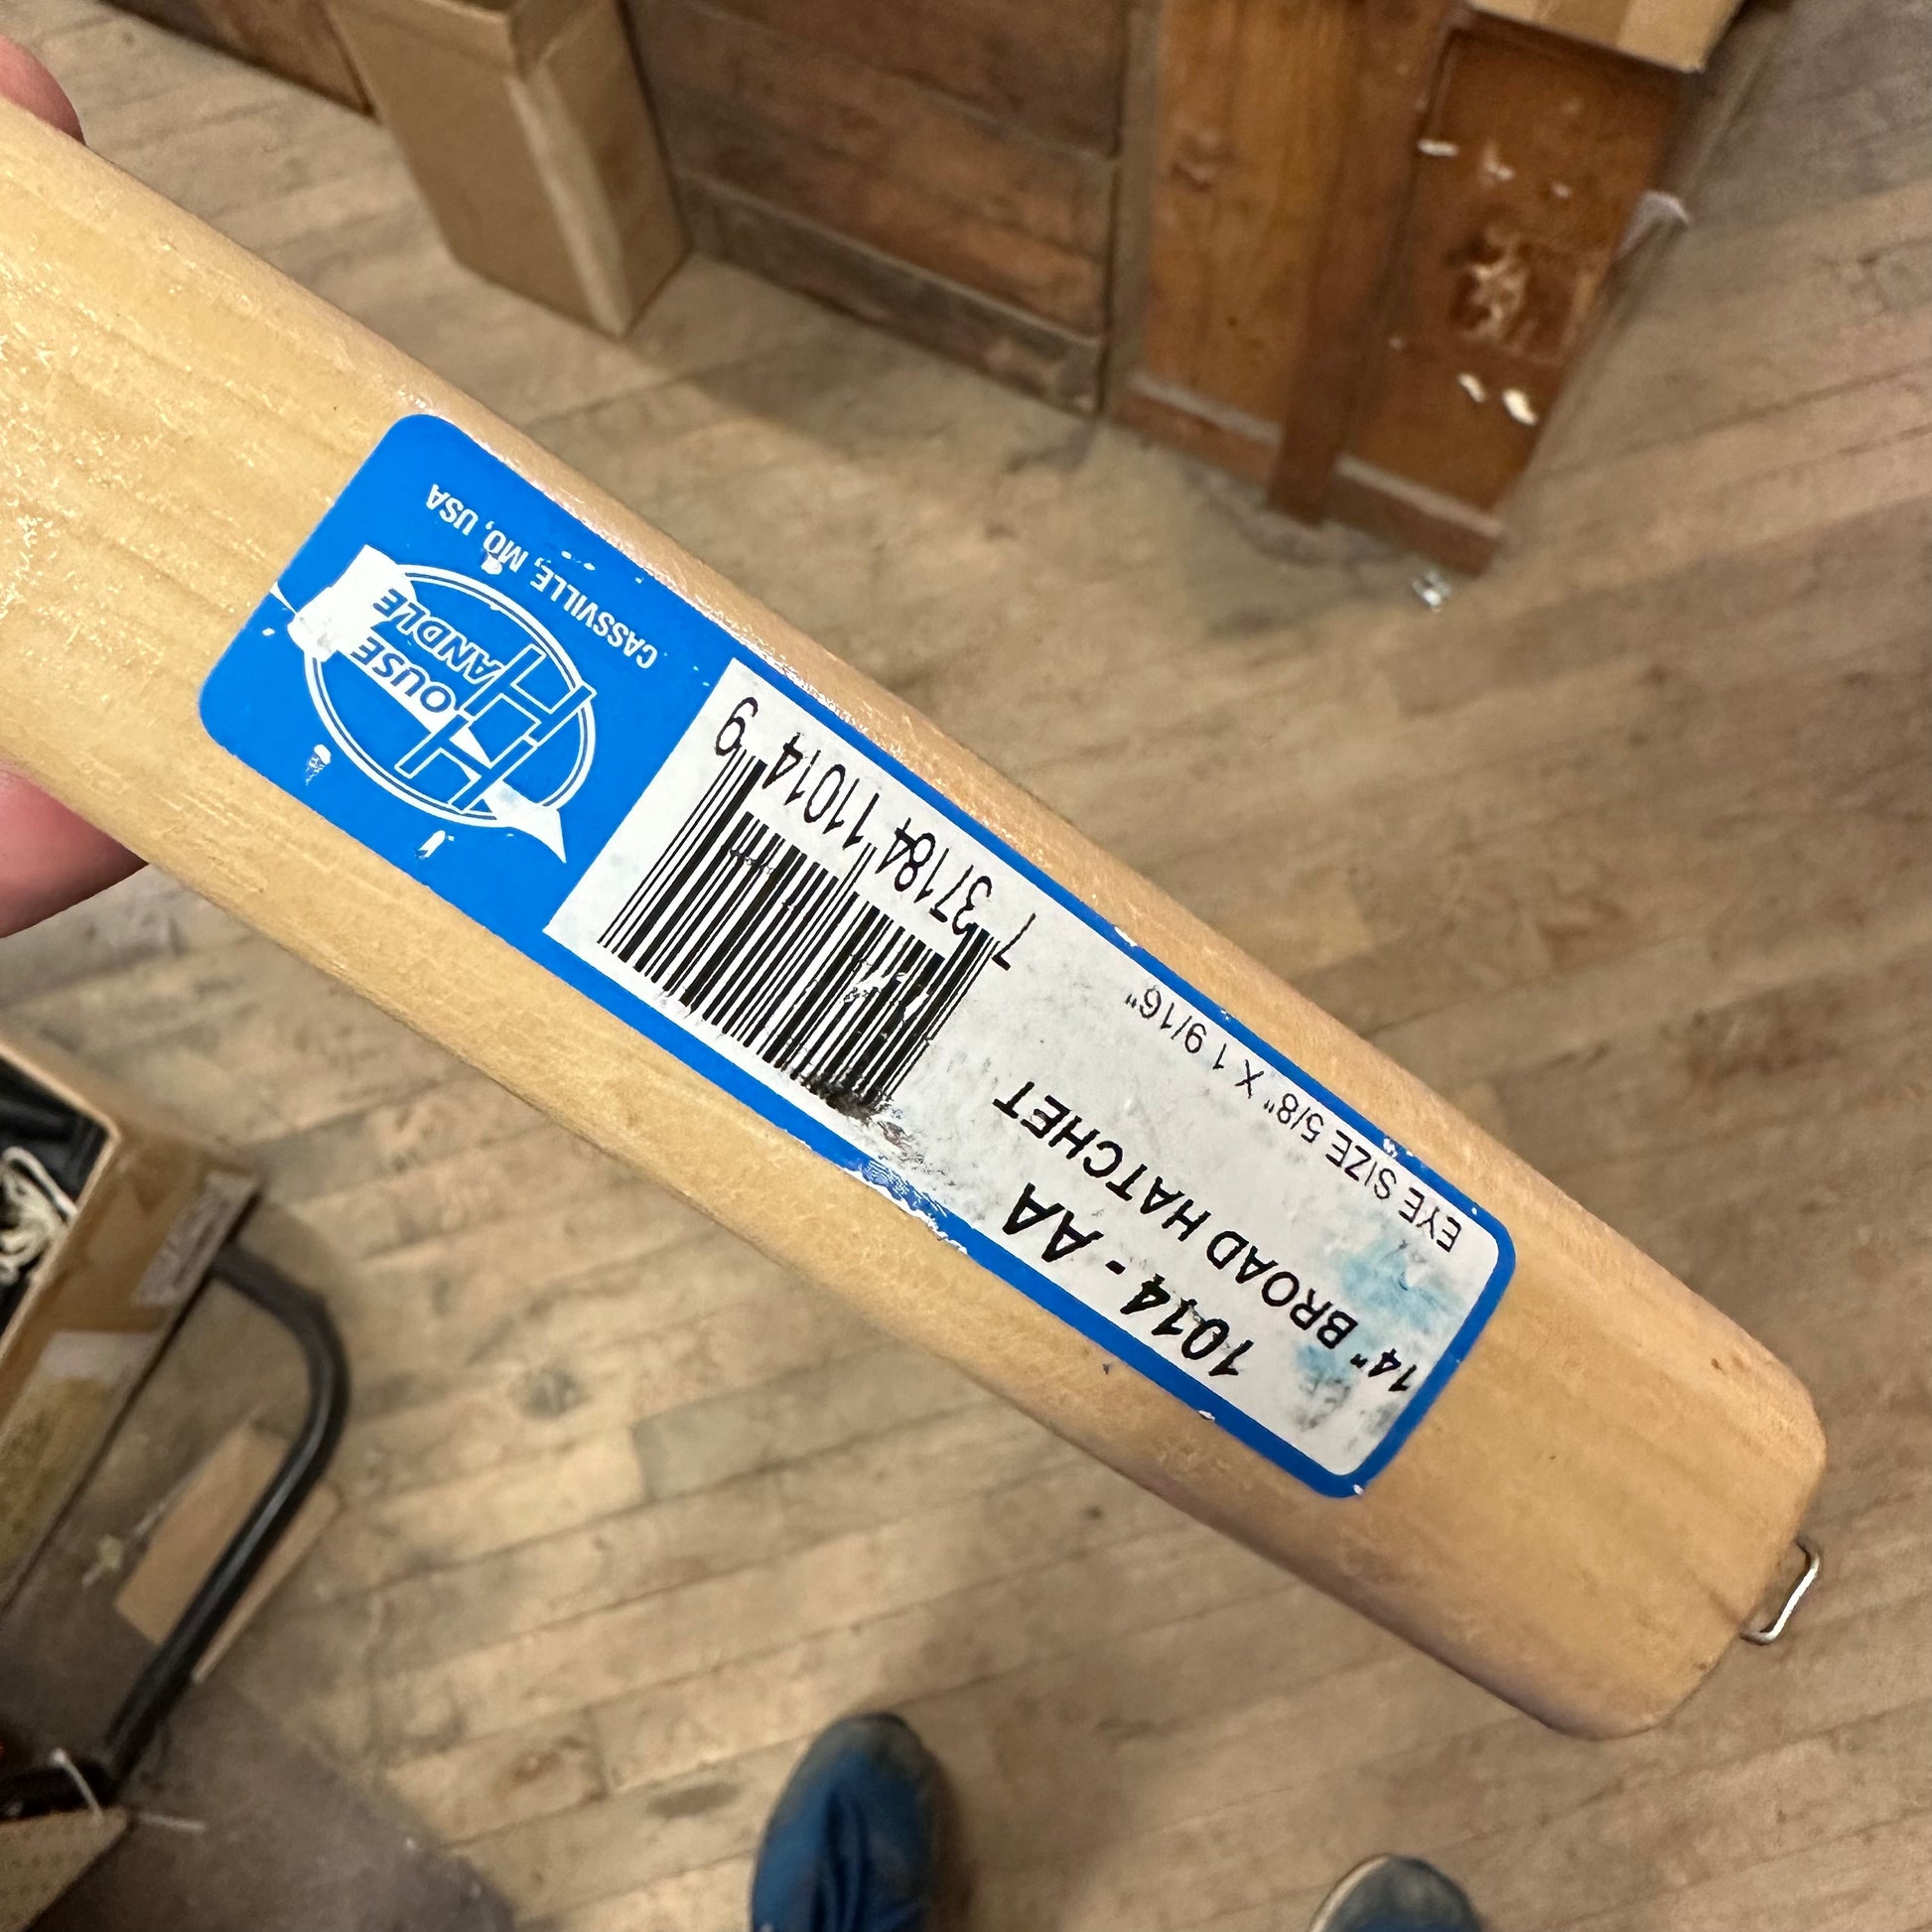 HOUSE
HANDLE
CASSVILLE, MO, USA
1014 - AA
14" BROAD HATCHET
EYE SIZE 5/8" X 1 9/16"
7 37184 11014 9